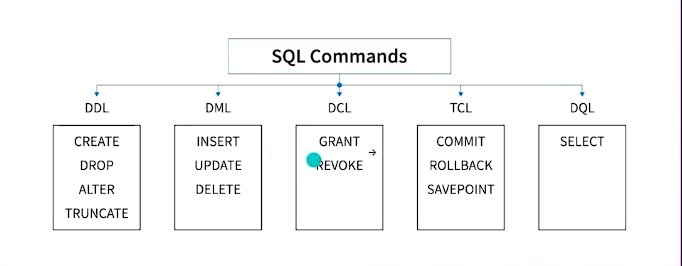 SQL Commands
DDL
DML
DCL
TCL
DQL
CREATE
DROP
ALTER
TRUNCATE
INSERT
UPDATE
DELETE
GRANT
REVOKE
COMMIT
ROLLBACK
SAVEPOINT
SELECT